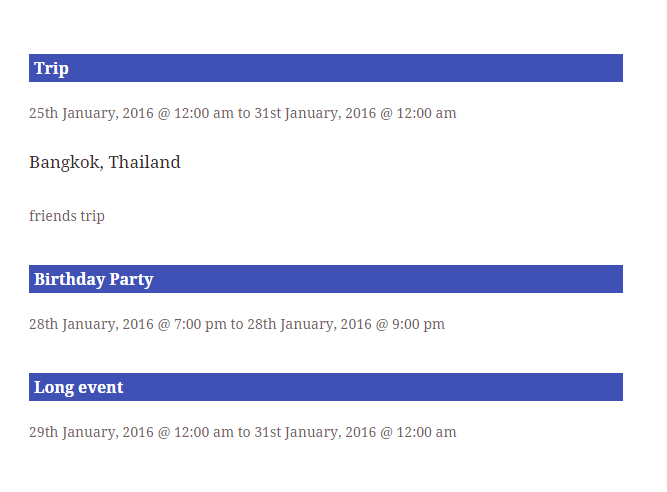 Trip
25th January, 2016 @ 12:00 am to 31st January, 2016 @ 12:00 am
Bangkok, Thailand
friends trip
Birthday Party
28th January, 2016 @ 7:00 pm to 28th January, 2016 @ 9:00 pm
Long event
29th January, 2016 @ 12:00 am to 31st January, 2016 @ 12:00 am